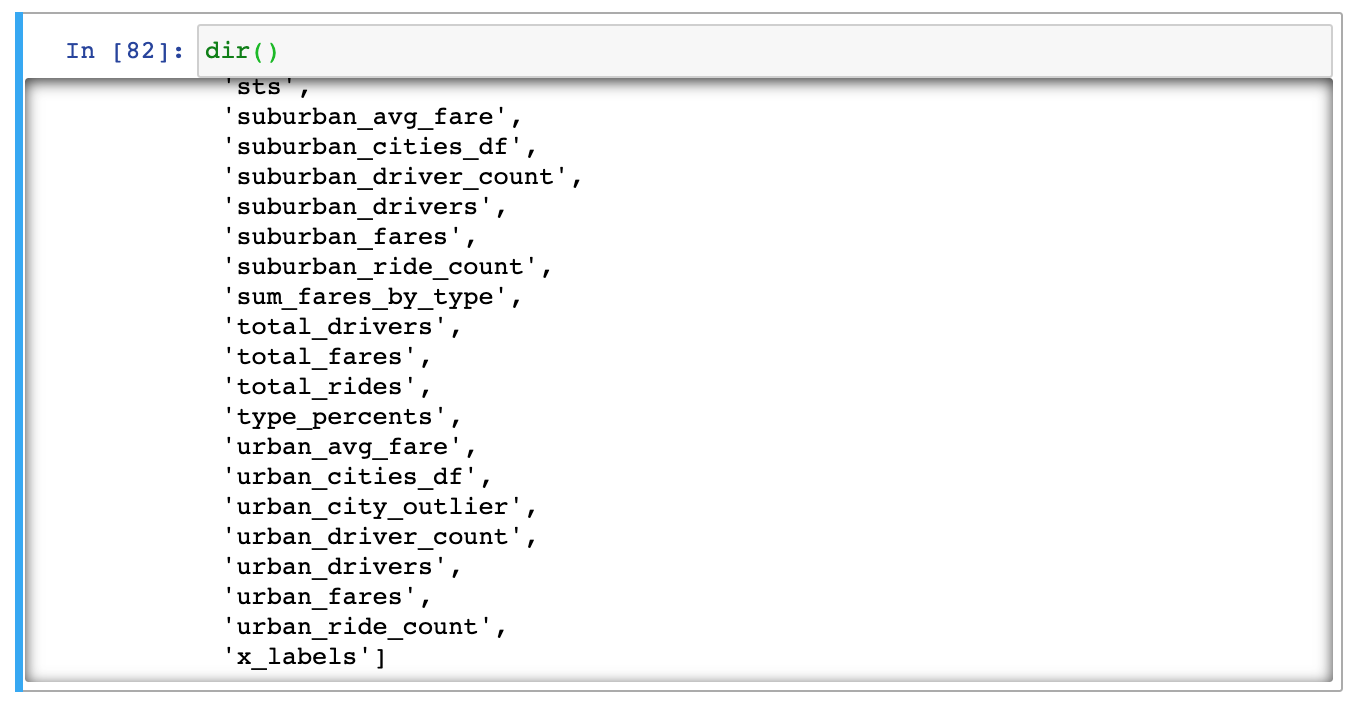 In [82]: dir()
'sts',
'suburban_avg_fare',
'suburban_cities_df',
'suburban_driver_count',
'suburban_drivers',
'suburban_fares',
'suburban_ride_count',
'sum_fares_by_type',
'total_drivers',
'total_fares',
'total_rides',
'type_percents',
'urban_avg_fare',
'urban_cities_df',
'urban_city_outlier',
'urban_driver_count',
'urban_drivers',
'urban_fares',
'urban_ride_count',
'x_labels']